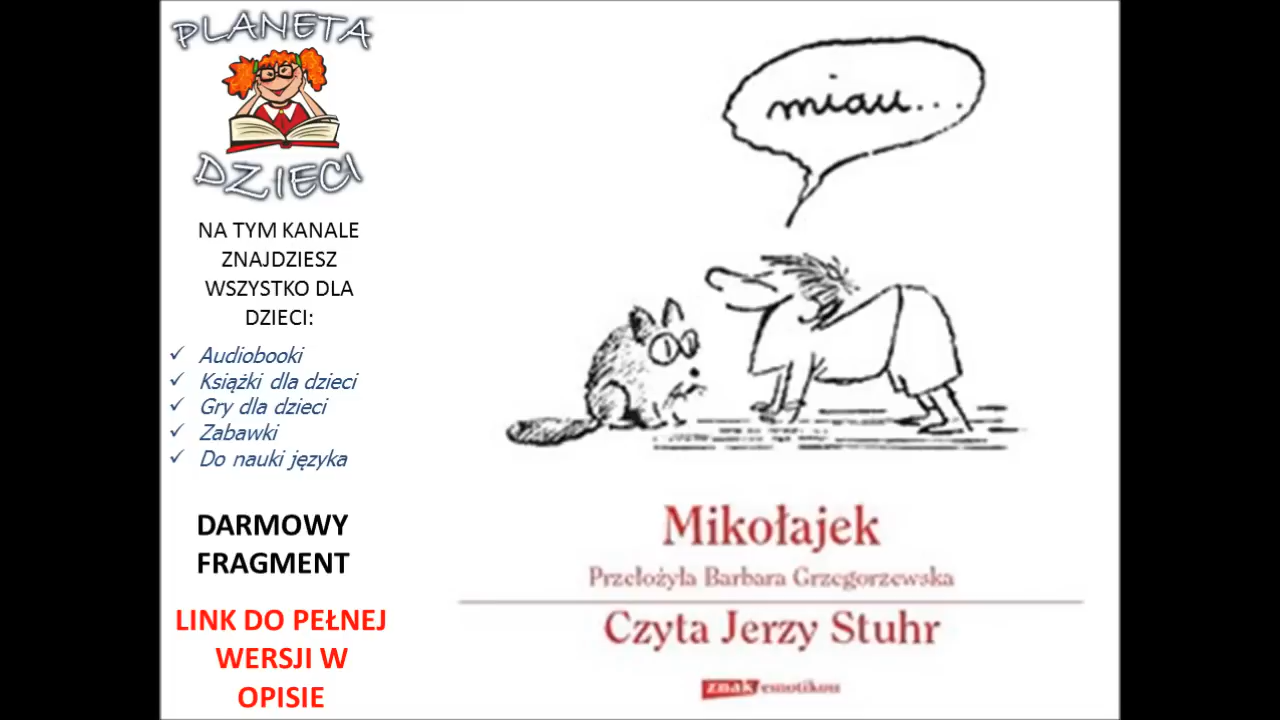 PLANETA
DZIECI
NA TYM KANALE
ZNAJDZIESZ
WSZYSTKO DLA
DZIECI:
✓ Audiobooki
✓ Książki dla dzieci
✓ Gry dla dzieci
✓ Zabawki
✓ Do nauki języka
DARMOWY
FRAGMENT
LINK DO PEŁNEJ
WERSJI W
OPISIE
miau...
Mikołajek
Przełożyła Barbara Grzegorzewska
Czyta Jerzy Stuhr
znak emotikon